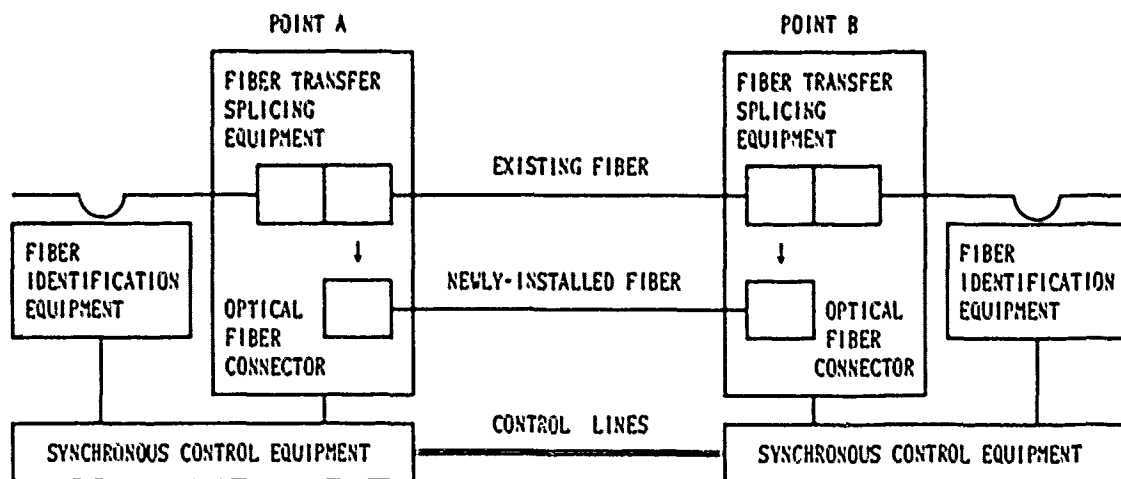 POINT A
POINT B
FIBER TRANSFER
SPLICING
EQUIPMENT
FIBER TRANSFER
SPLICING
EQUIPMENT
EXISTING FIBER
FIBER
IDENTIFICATION
EQUIPMENT
FIBER
IDENTIFICATION
EQUIPMENT
NEWLY-INSTALLED FIBER
OPTICAL
FIBER
CONNECTOR
OPTICAL
FIBER
CONNECTOR
CONTROL LINES
SYNCHRONOUS CONTROL EQUIPMENT
SYNCHRONOUS CONTROL EQUIPMENT